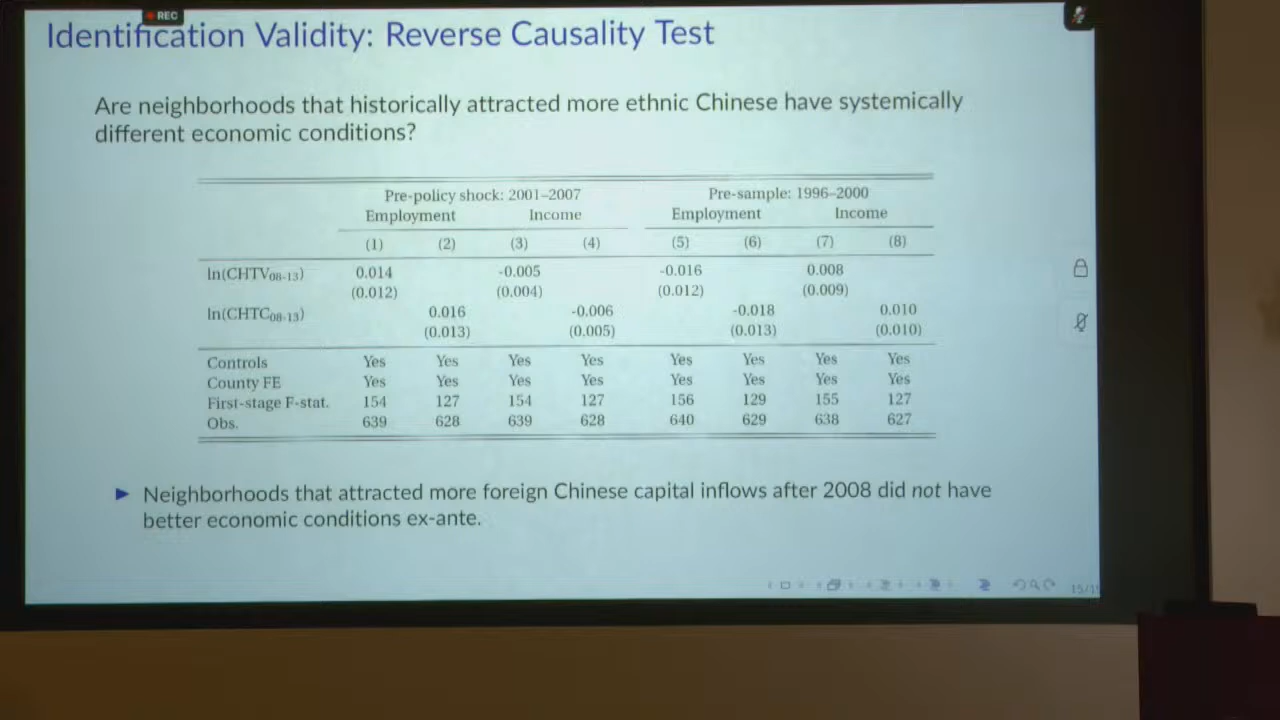 REC
Identification Validity: Reverse Causality Test
Are neighborhoods that historically attracted more ethnic Chinese have systemically
different economic conditions?
Pre-policy shock: 2001–2007 Pre-sample: 1996–2000
Employment Income Employment Income
(1) (2) (3) (4) (5) (6) (7) (8)
ln(CHTV08-13) 0.014 -0.005 -0.016 0.008
(0.012) (0.004) (0.012) (0.009)
ln(CHTC08-13) 0.016 -0.006 -0.018 0.010
(0.013) (0.005) (0.013) (0.010)
Controls Yes Yes Yes Yes Yes Yes Yes Yes
County FE Yes Yes Yes Yes Yes Yes Yes Yes
First-stage F-stat. 154 127 154 127 156 129 155 127
Obs. 639 628 639 628 640 629 638 627
Neighborhoods that attracted more foreign Chinese capital inflows after 2008 did not have
better economic conditions ex-ante.